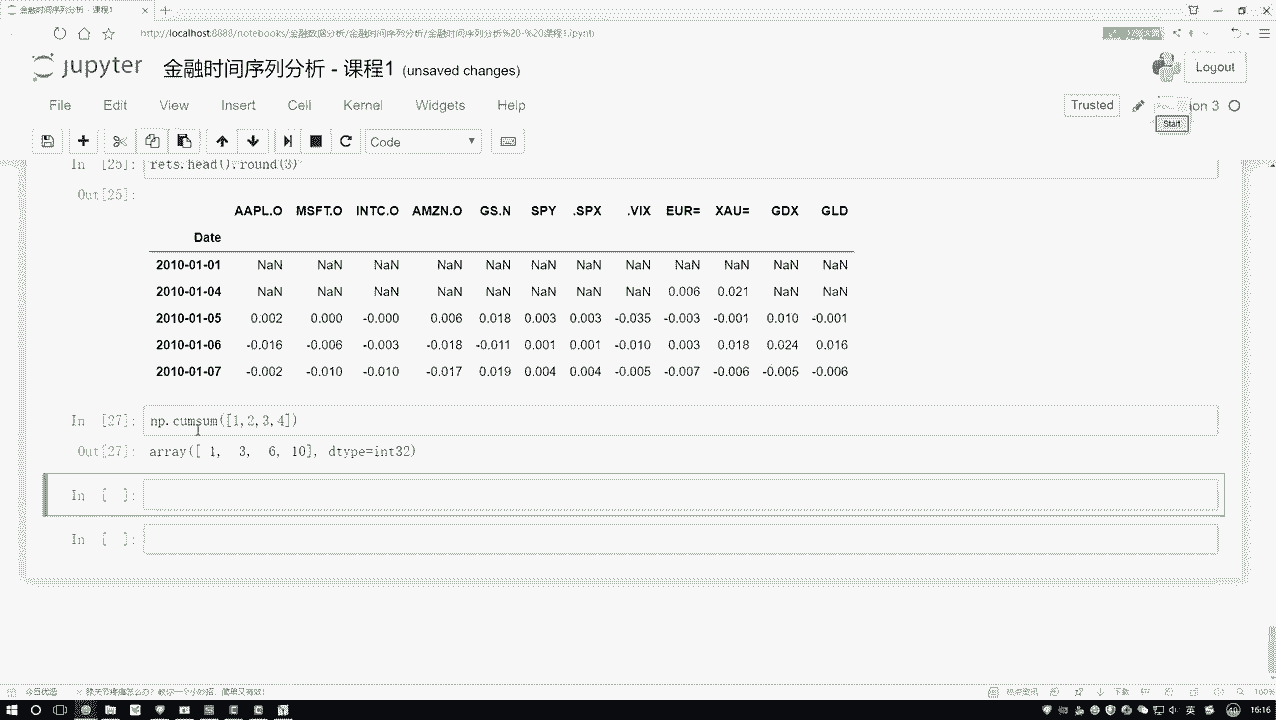 金融时间序列分析 - 课程1
http://localhost:8888/notebooks/金融数据分析/金融时间序列分析/金融时间序列分析%20-%20课程1.ipynb
jupyter 金融时间序列分析 - 课程1 (unsaved changes)
Logout
File Edit View Insert Cell Kernel Widgets Help
Trusted
on 3
Start
Code
In [25]: rets.head().round(3)
Out[25]:
AAPL.O MSFT.O INTC.O AMZN.O GS.N SPY .SPX .VIX EUR= XAU= GDX GLD
Date
2010-01-01 NaN NaN NaN NaN NaN NaN NaN NaN NaN NaN NaN NaN
2010-01-04 NaN NaN NaN NaN NaN NaN NaN NaN 0.006 0.021 NaN NaN
2010-01-05 0.002 0.000 -0.000 0.006 0.018 0.003 0.003 -0.035 -0.003 -0.001 0.010 -0.001
2010-01-06 -0.016 -0.006 -0.003 -0.018 -0.011 0.001 0.001 -0.010 0.003 0.018 0.024 0.016
2010-01-07 -0.002 -0.010 -0.010 -0.017 0.019 0.004 0.004 -0.005 -0.007 -0.006 -0.005 -0.006
In [27]: np.cumsum([1,2,3,4])
Out[27]: array([ 1, 3, 6, 10], dtype=int32)
In [ ]:
In [ ]:
今日优选
下载
100%
英
16:16